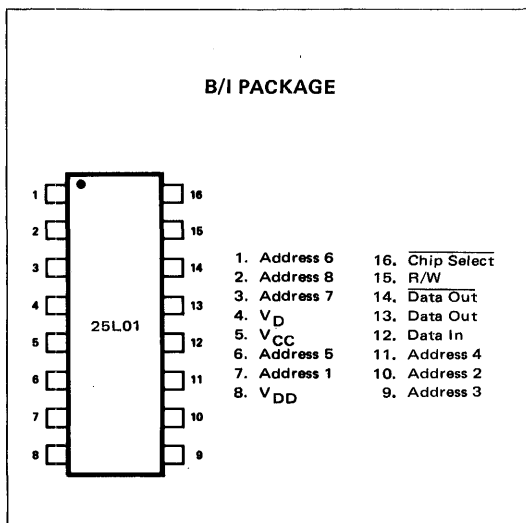 B/I PACKAGE
1
2
3
4
5
6
7
8
25L01
16
15
14
13
12
11
10
9
1. Address 6
2. Address 8
3. Address 7
4. VD
5. VCC
6. Address 5
7. Address 1
8. VDD
16. Chip Select
15. R/W
14. Data Out
13. Data Out
12. Data In
11. Address 4
10. Address 2
9. Address 3